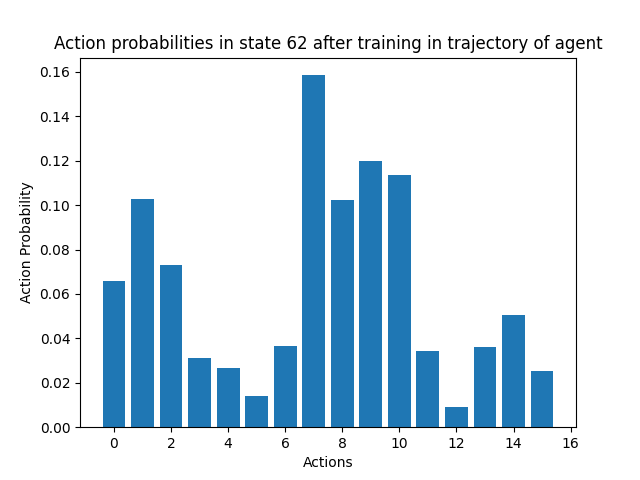 Action probabilities in state 62 after training in trajectory of agent
0.16
0.14
0.12
0.10
0.08
0.06
0.04
0.02
0.00
Action Probability
0 2 4 6 8 10 12 14 16
Actions